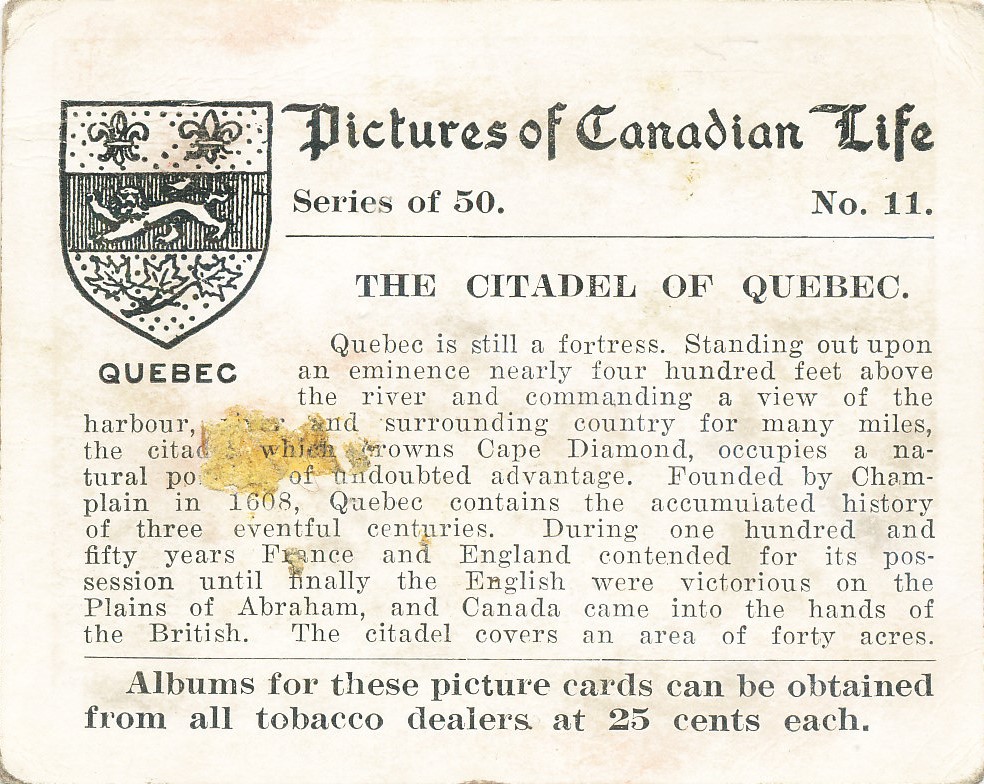 Pictures of Canadian Life
Series of 50. No. 11.
THE CITADEL OF QUEBEC.
QUEBEC
Quebec is still a fortress. Standing out upon
an eminence nearly four hundred feet above
the river and commanding a view of the
harbour, and surrounding country for many miles,
the which crowns Cape Diamond, occupies a na-
tural of undoubted advantage. Founded by Cham-
plain in 1608, Quebec contains the accumulated history
of three eventful centuries. During one hundred and
fifty years France and England contended for its pos-
session until finally the English were victorious on the
Plains of Abraham, and Canada came into the hands of
the British. The citadel covers an area of forty acres.
Albums for these picture cards can be obtained
from all tobacco dealers at 25 cents each.